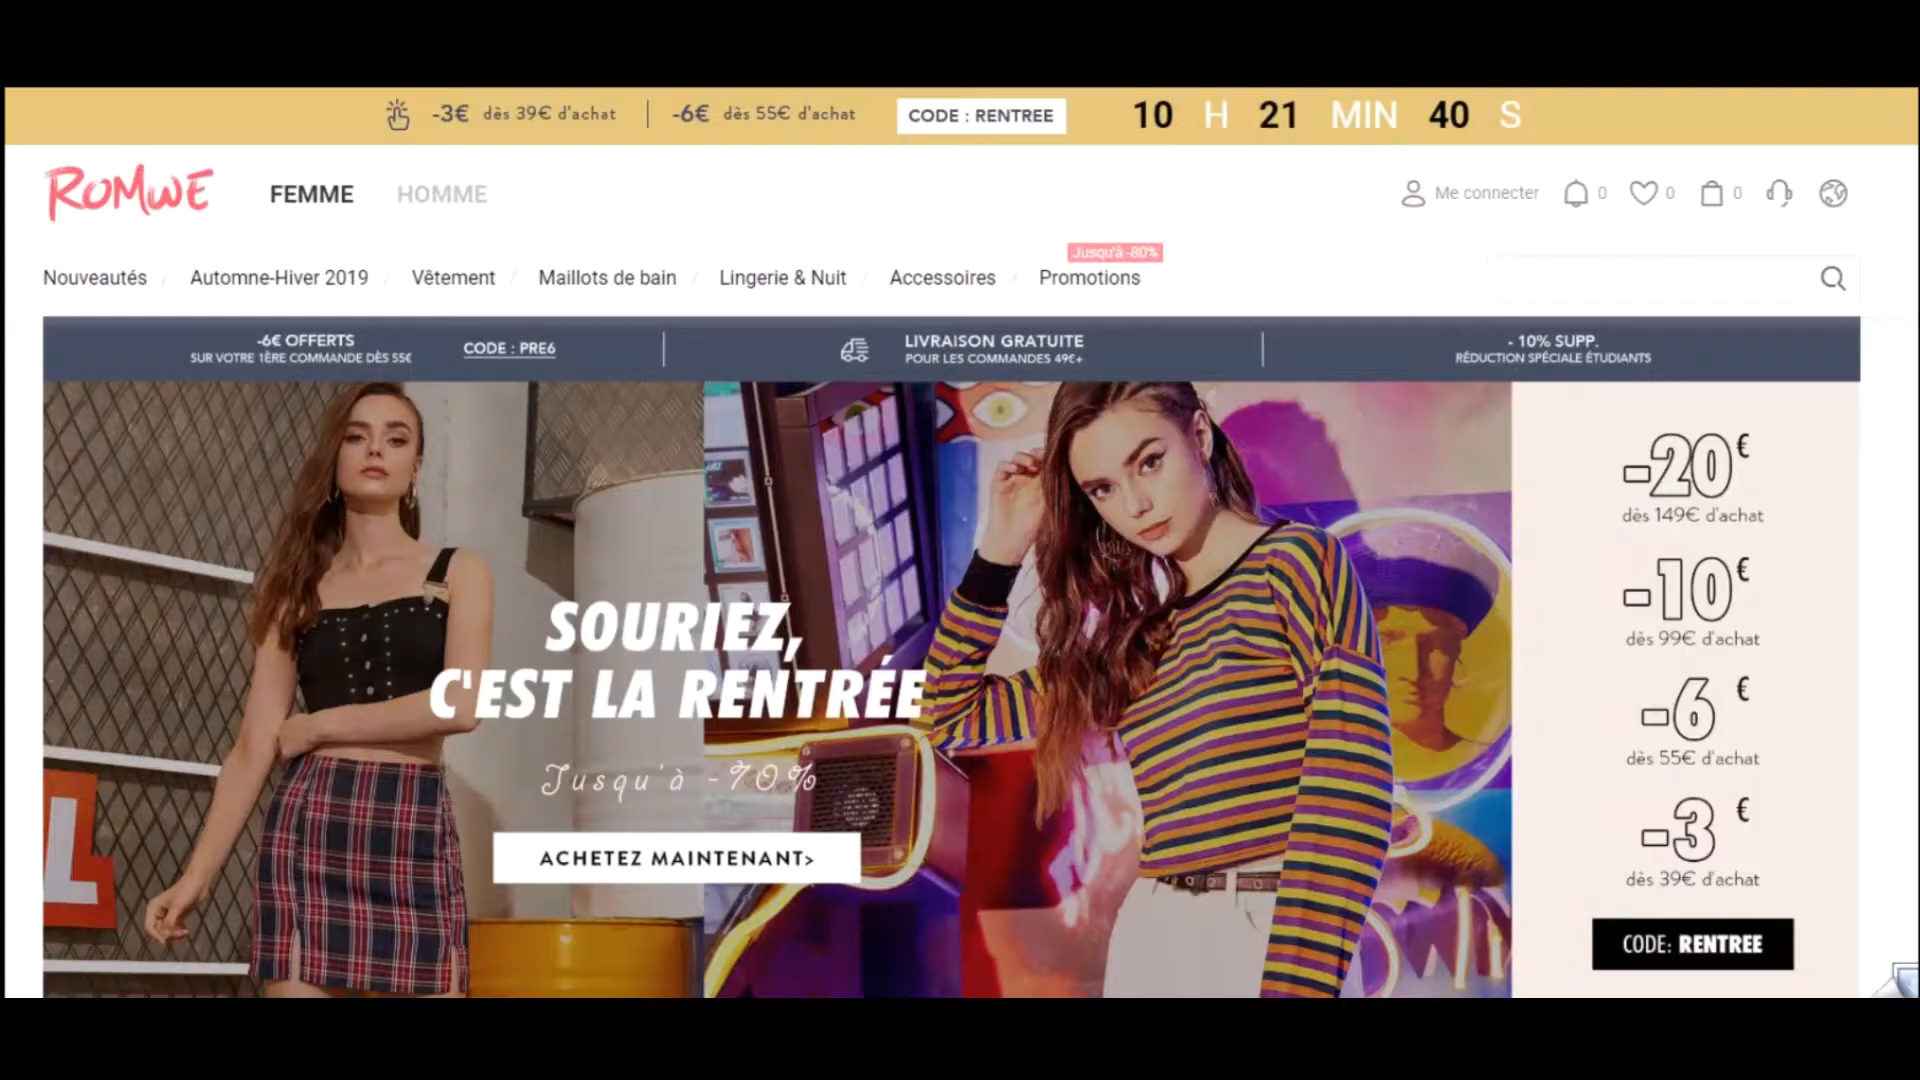 -3€ dès 39€ d'achat -6€ dès 55€ d'achat CODE : RENTREE 10 H 21 MIN 40 S
ROMWE FEMME HOMME Me connecter 0 0 0
Jusqu'à -80%
Nouveautés / Automne-Hiver 2019 / Vêtement / Maillots de bain / Lingerie & Nuit / Accessoires / Promotions
-6€ OFFERTS
SUR VOTRE 1ÈRE COMMANDE DÈS 55€
CODE : PRE6
LIVRAISON GRATUITE
POUR LES COMMANDES 49€+
- 10% SUPP.
RÉDUCTION SPÉCIALE ÉTUDIANTS
SOURIEZ,
C'EST LA RENTRÉE
Jusqu'à -70%
ACHETEZ MAINTENANT>
-20€
dès 149€ d'achat
-10€
dès 99€ d'achat
-6€
dès 55€ d'achat
-3€
dès 39€ d'achat
CODE: RENTREE